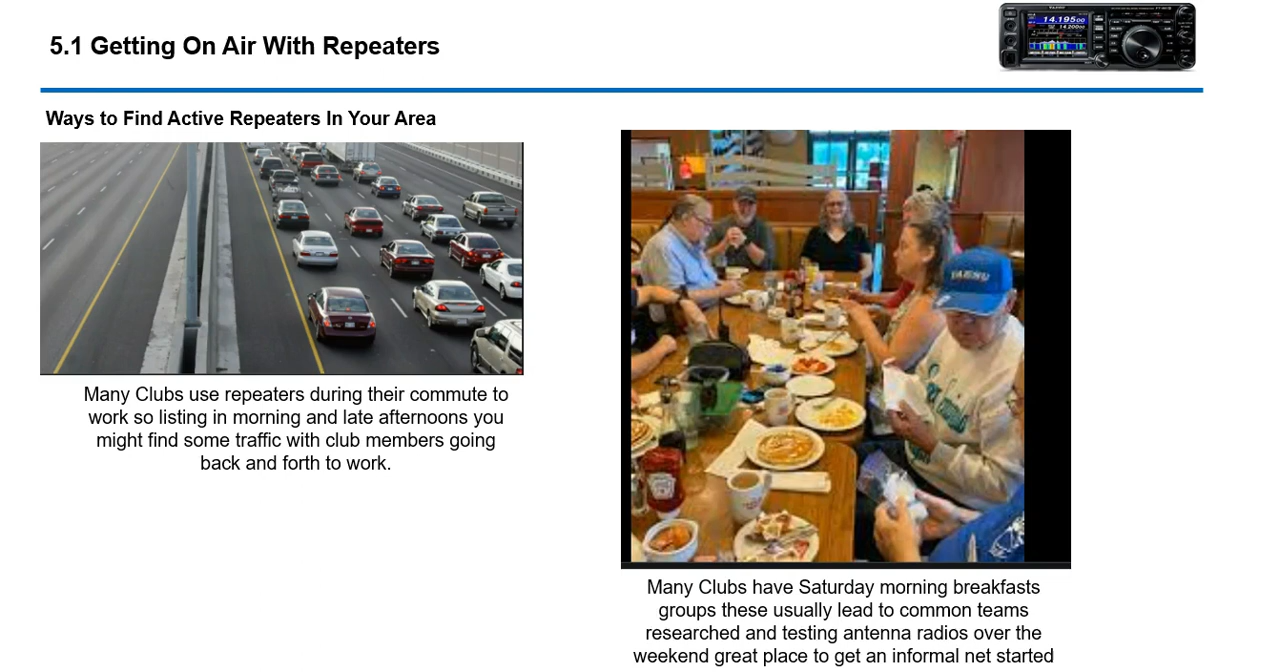 5.1 Getting On Air With Repeaters
14.19500
14.20000
Ways to Find Active Repeaters In Your Area
YAESU
Many Clubs use repeaters during their commute to
work so listing in morning and late afternoons you
might find some traffic with club members going
back and forth to work.
HEINZ
Many Clubs have Saturday morning breakfasts
groups these usually lead to common teams
researched and testing antenna radios over the
weekend great place to get an informal net started